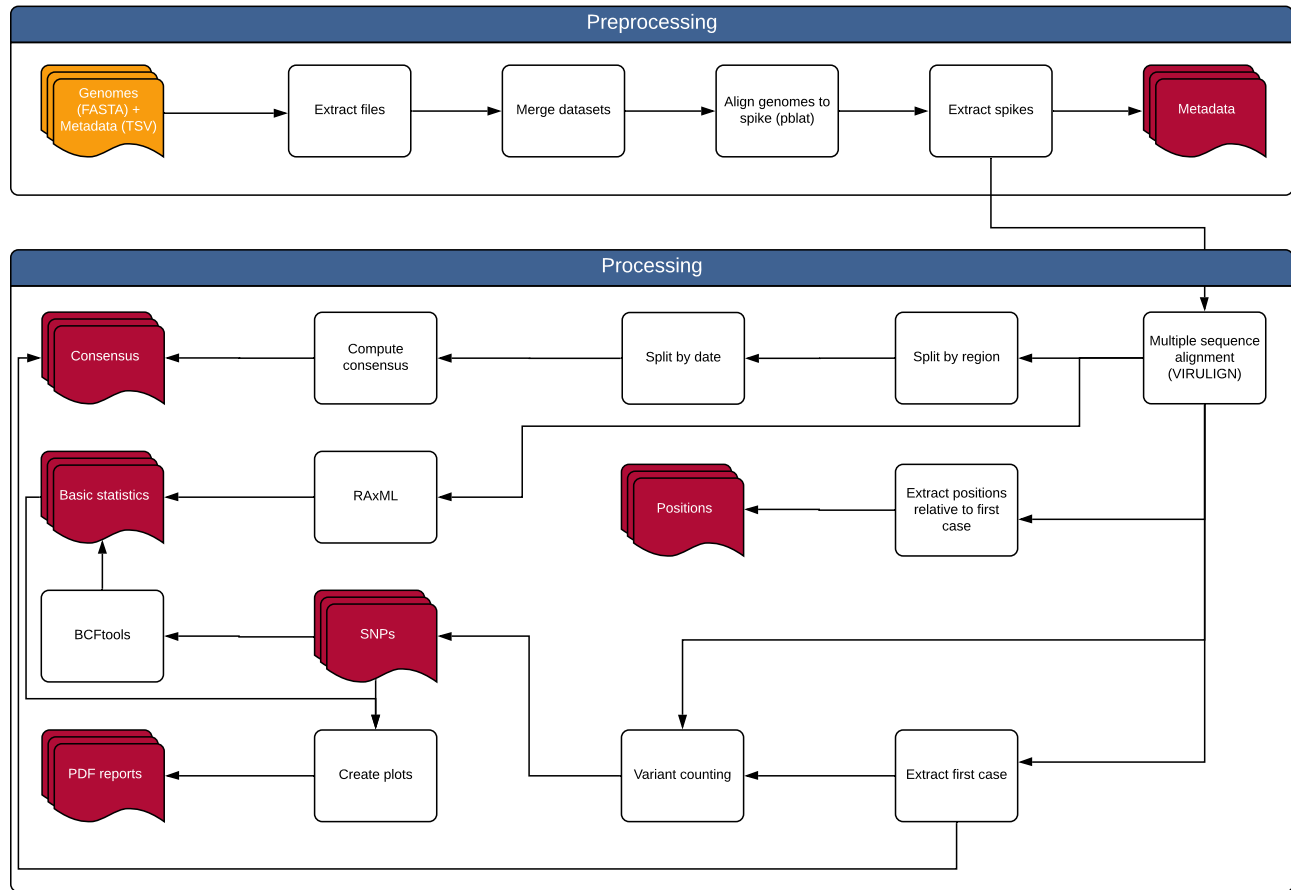 Preprocessing
Genomes
(FASTA) +
Metadata (TSV)
Extract files
Merge datasets
Align genomes to
spike (pblat)
Extract spikes
Metadata
Processing
Consensus
Compute
consensus
Split by date
Split by region
Multiple sequence
alignment
(VIRULIGN)
Basic statistics
RAxML
Positions
Extract positions
relative to first
case
BCFtools
SNPs
PDF reports
Create plots
Variant counting
Extract first case